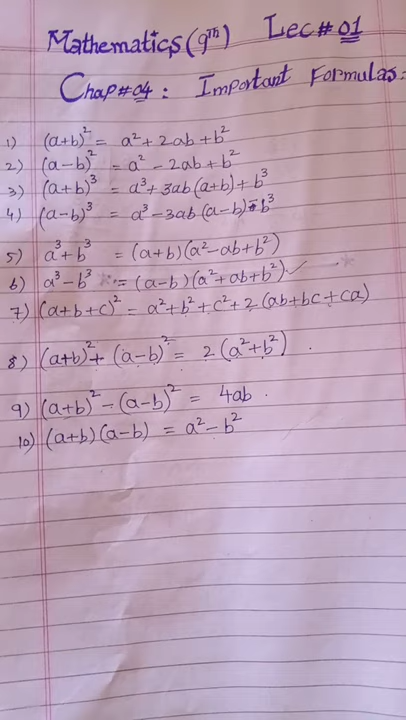 Mathematics (9th) Lec # 01
Chap # 04 : Important Formulas:
1) (a+b)² = a² + 2ab + b²
2) (a-b)² = a² - 2ab + b²
3) (a+b)³ = a³ + 3ab(a+b) + b³
4) (a-b)³ = a³ - 3ab(a-b) - b³
5) a³ + b³ = (a+b)(a² - ab + b²)
6) a³ - b³ = (a-b)(a² + ab + b²)
7) (a+b+c)² = a² + b² + c² + 2(ab + bc + ca)
8) (a+b)² + (a-b)² = 2(a² + b²) .
9) (a+b)² - (a-b)² = 4ab .
10) (a+b)(a-b) = a² - b²